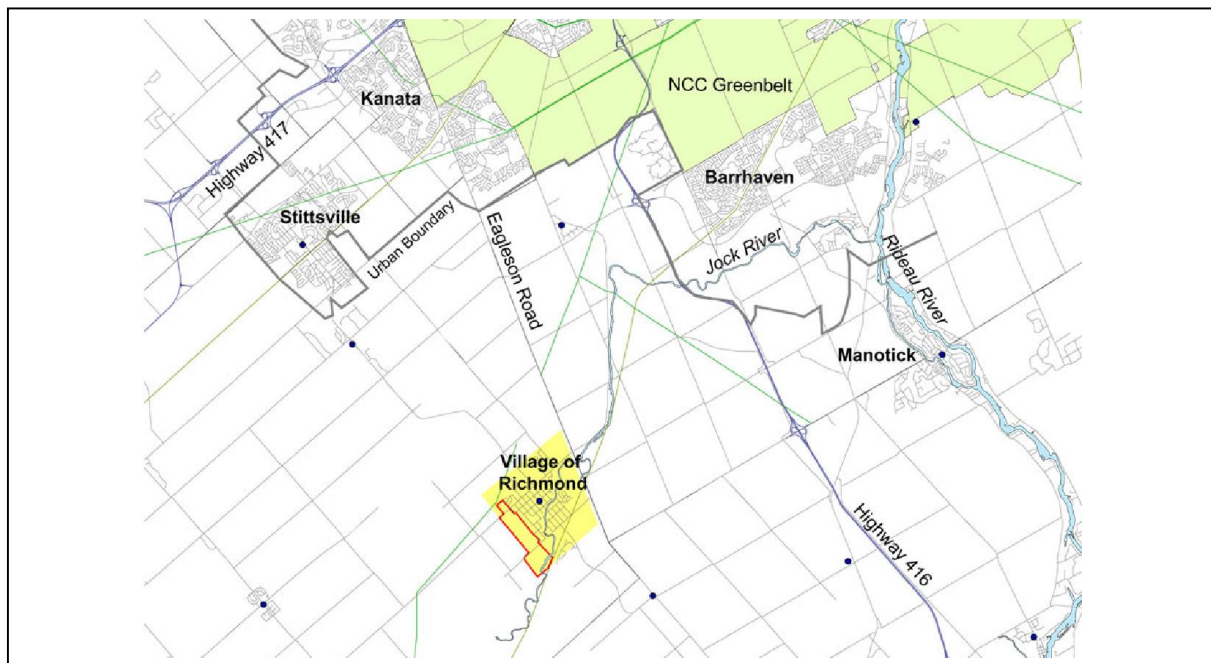 NCC Greenbelt
Kanata
Highway 417
Barrhaven
Stittsville
Urban Boundary
Eagleson Road
Jock River
Rideau River
Manotick
Village of
Richmond
Highway 416